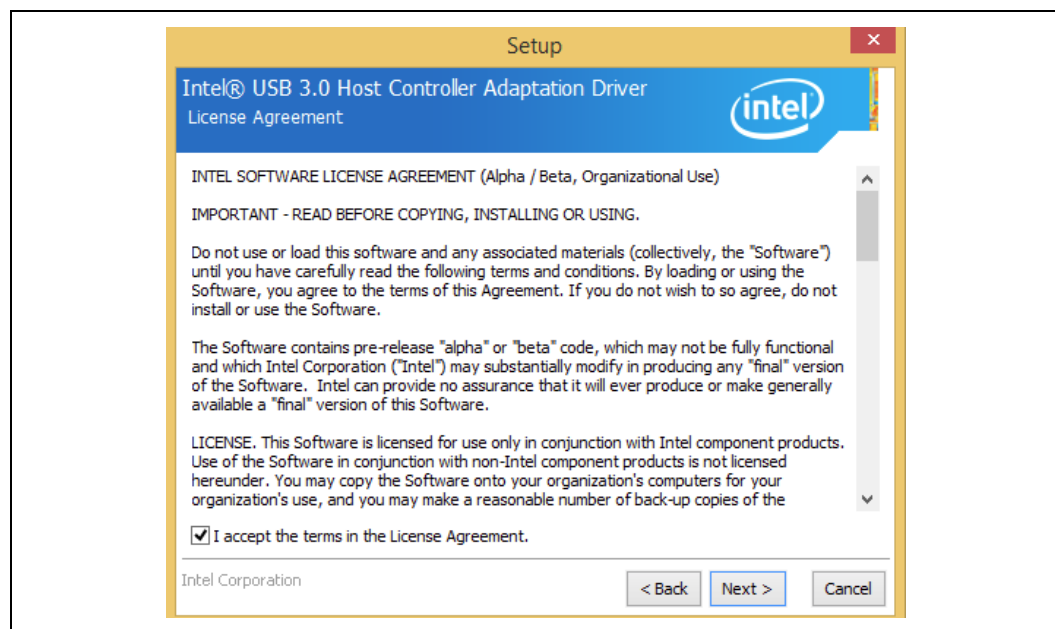 Setup
Intel® USB 3.0 Host Controller Adaptation Driver
License Agreement
intel
INTEL SOFTWARE LICENSE AGREEMENT (Alpha / Beta, Organizational Use)
IMPORTANT - READ BEFORE COPYING, INSTALLING OR USING.
Do not use or load this software and any associated materials (collectively, the "Software")
until you have carefully read the following terms and conditions. By loading or using the
Software, you agree to the terms of this Agreement. If you do not wish to so agree, do not
install or use the Software.
The Software contains pre-release "alpha" or "beta" code, which may not be fully functional
and which Intel Corporation ("Intel") may substantially modify in producing any "final" version
of the Software.  Intel can provide no assurance that it will ever produce or make generally
available a "final" version of this Software.
LICENSE. This Software is licensed for use only in conjunction with Intel component products.
Use of the Software in conjunction with non-Intel component products is not licensed
hereunder. You may copy the Software onto your organization's computers for your
organization's use, and you may make a reasonable number of back-up copies of the
I accept the terms in the License Agreement.
Intel Corporation
< Back Next > Cancel